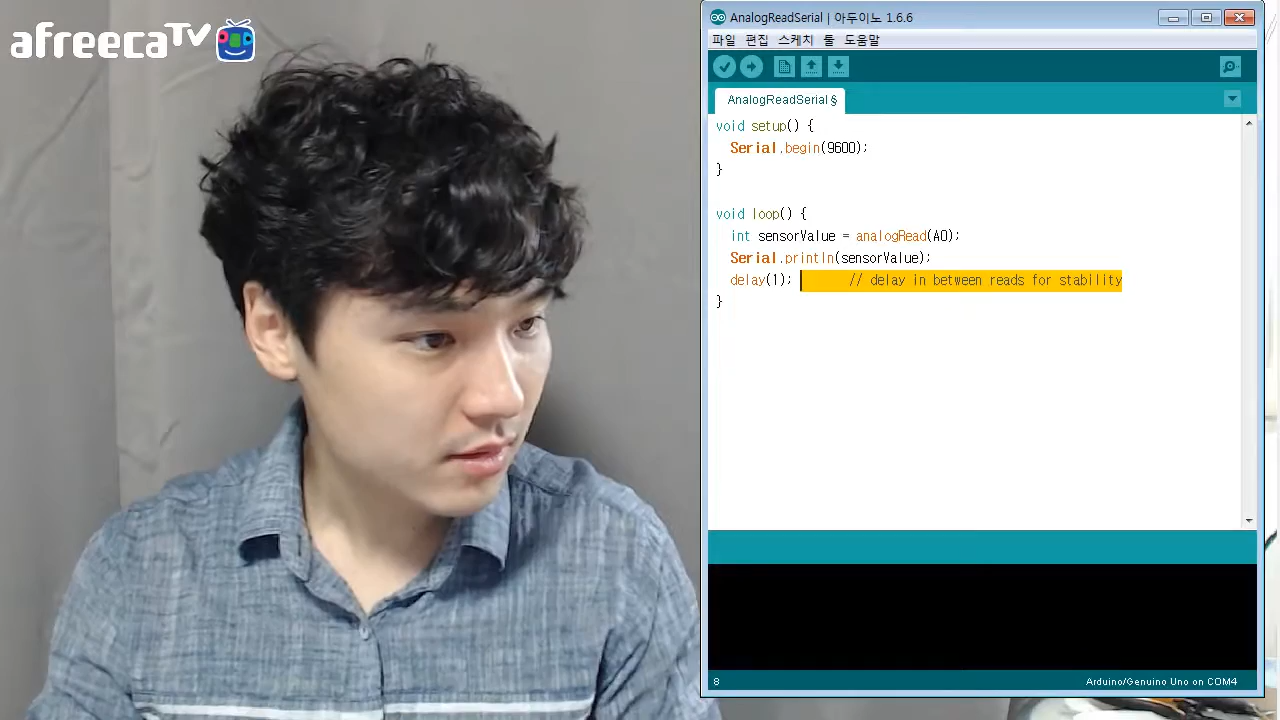 afreecaTV
AnalogReadSerial | 아두이노 1.6.6
파일 편집 스케치 툴 도움말
AnalogReadSerial §
void setup() {
  Serial.begin(9600);
}
void loop() {
  int sensorValue = analogRead(A0);
  Serial.println(sensorValue);
  delay(1);        // delay in between reads for stability
}
8
Arduino/Genuino Uno on COM4